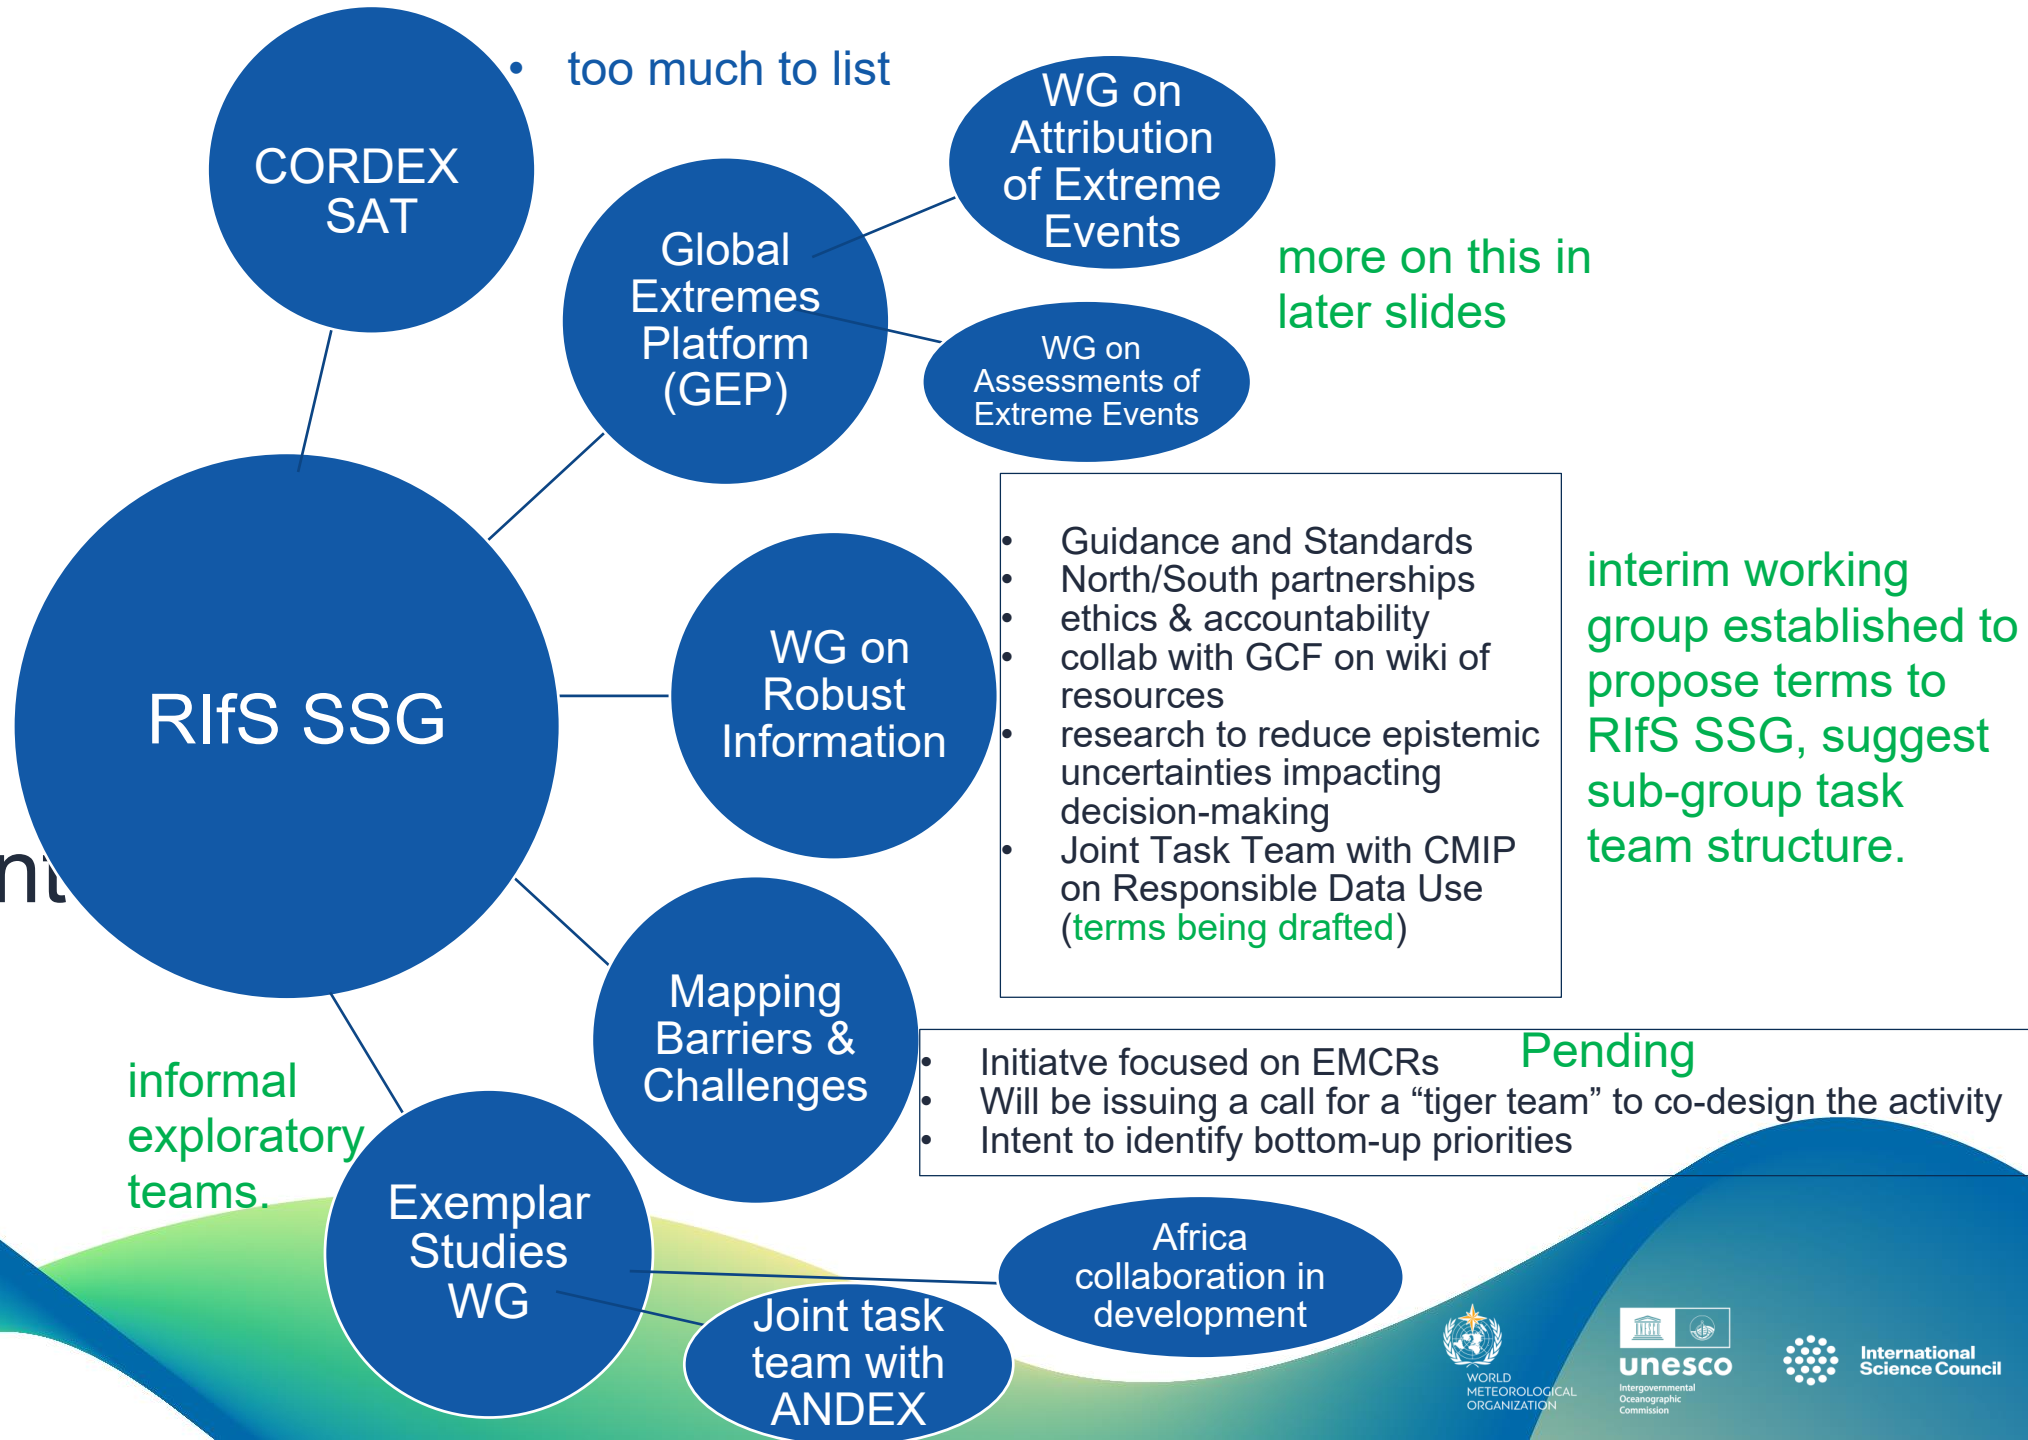 • too much to list
CORDEX
SAT
WG on
Attribution
of Extreme
Events
Global
Extremes
Platform
(GEP)
more on this in
later slides
WG on
Assessments of
Extreme Events
RIfS SSG
nt
WG on
Robust
Information
• Guidance and Standards
• North/South partnerships
• ethics & accountability
• collab with GCF on wiki of
resources
• research to reduce epistemic
uncertainties impacting
decision-making
• Joint Task Team with CMIP
on Responsible Data Use
(terms being drafted)
interim working
group established to
propose terms to
RIfS SSG, suggest
sub-group task
team structure.
Mapping
Barriers &
Challenges
• Initiatve focused on EMCRs
Pending
• Will be issuing a call for a “tiger team” to co-design the activity
• Intent to identify bottom-up priorities
informal
exploratory
teams.
Exemplar
Studies
WG
Africa
collaboration in
development
Joint task
team with
ANDEX
WORLD
METEOROLOGICAL
ORGANIZATION
unesco
Intergovernmental
Oceanographic
Commission
International
Science Council